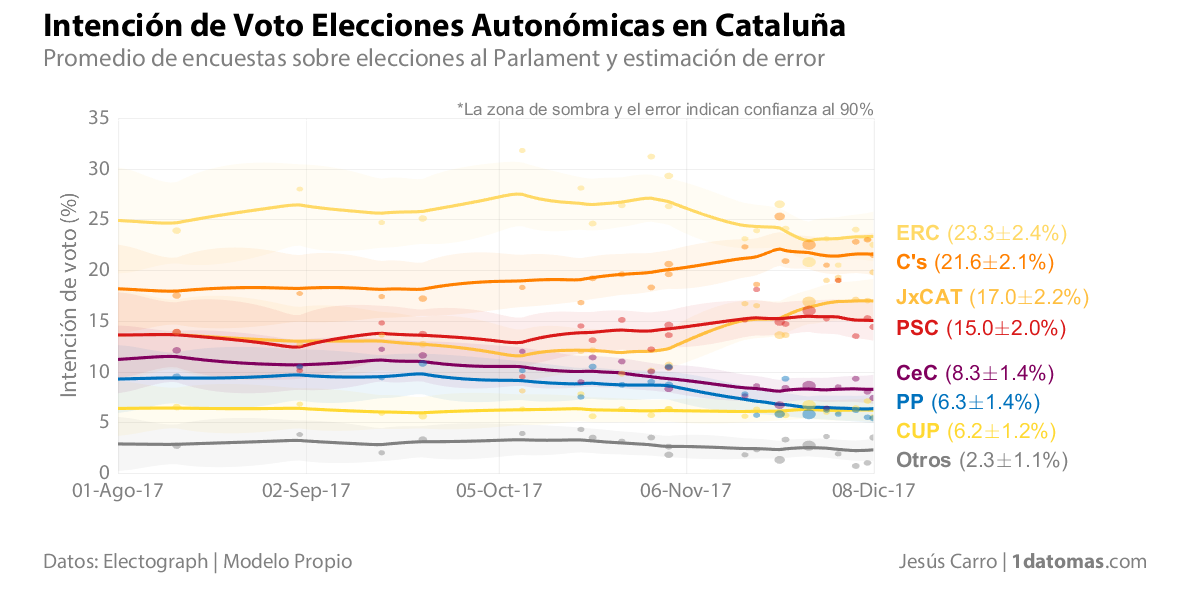 Intención de Voto Elecciones Autonómicas en Cataluña
Promedio de encuestas sobre elecciones al Parlament y estimación de error
*La zona de sombra y el error indican confianza al 90%
Intención de voto (%)
35
30
25
20
15
10
5
0
01-Ago-17
02-Sep-17
05-Oct-17
06-Nov-17
08-Dic-17
ERC (23.3±2.4%)
C's (21.6±2.1%)
JxCAT (17.0±2.2%)
PSC (15.0±2.0%)
CeC (8.3±1.4%)
PP (6.3±1.4%)
CUP (6.2±1.2%)
Otros (2.3±1.1%)
Datos: Electograph | Modelo Propio
Jesús Carro | 1datomas.com